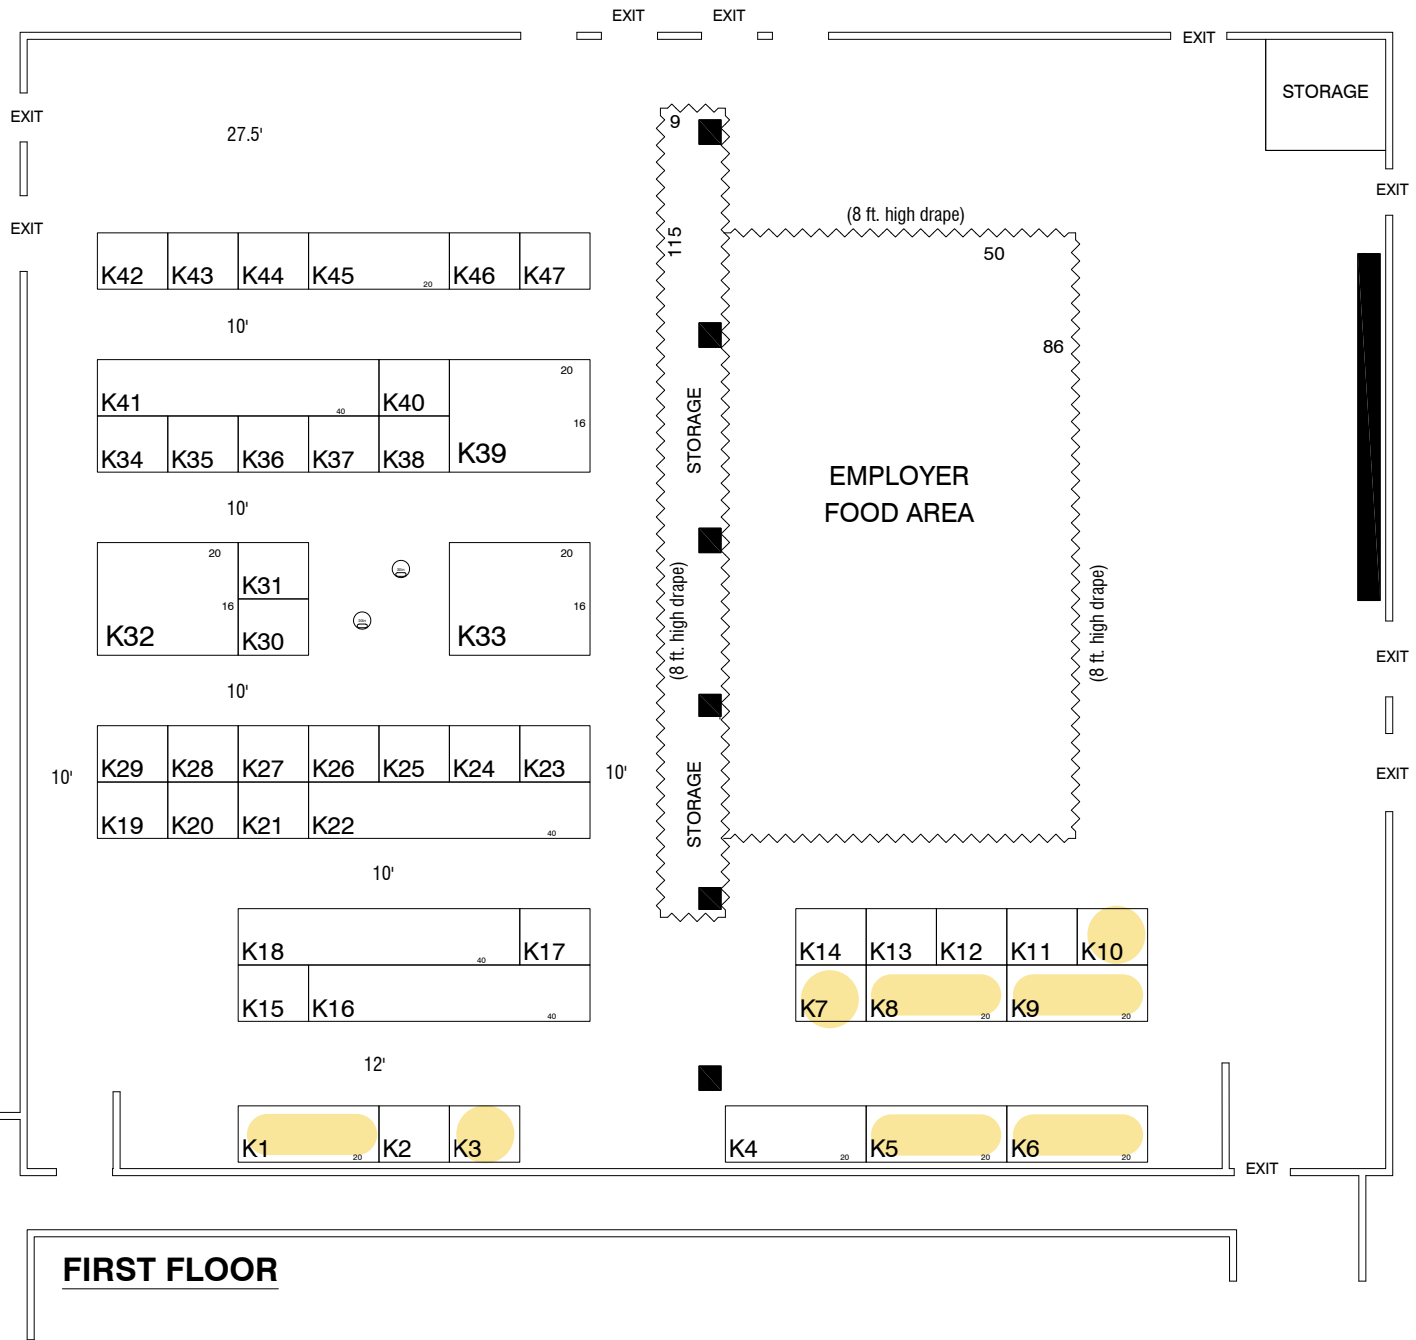 EXIT
EXIT
EXIT
STORAGE
EXIT
9
27.5'
EXIT
(8 ft. high drape)
EXIT
115
50
K42
K43
K44
K45
20
K46
K47
10'
86
20
K41
40
K40
STORAGE
16
K34
K35
K36
K37
K38
K39
EMPLOYER
FOOD AREA
10'
20
K31
20
16
16
K32
K30
K33
(8 ft. high drape)
(8 ft. high drape)
EXIT
10'
10'
K29
K28
K27
K26
K25
K24
K23
10'
EXIT
STORAGE
K19
K20
K21
K22
40
10'
K18
40
K17
K14
K13
K12
K11
K10
K15
K16
40
K7
K8
20
K9
20
12'
K1
20
K2
K3
K4
20
K5
20
K6
20
EXIT
FIRST FLOOR